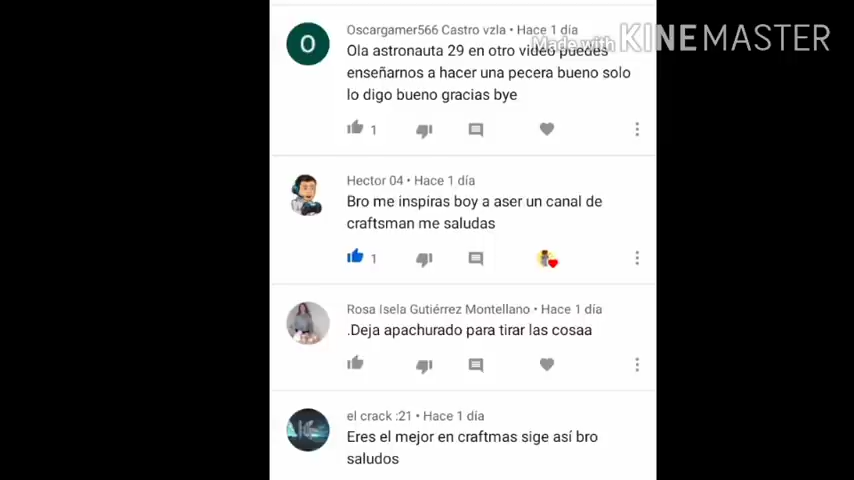 Oscargamer566 Castro vzla • Hace 1 día
Made with KINEMASTER
O
Ola astronauta 29 en otro video puedes
enseñarnos a hacer una pecera bueno solo
lo digo bueno gracias bye
1
Hector 04 • Hace 1 día
Bro me inspiras boy a aser un canal de
craftsman me saludas
1
Rosa Isela Gutiérrez Montellano • Hace 1 día
.Deja apachurado para tirar las cosaa
el crack :21 • Hace 1 día
Eres el mejor en craftmas sige así bro
saludos